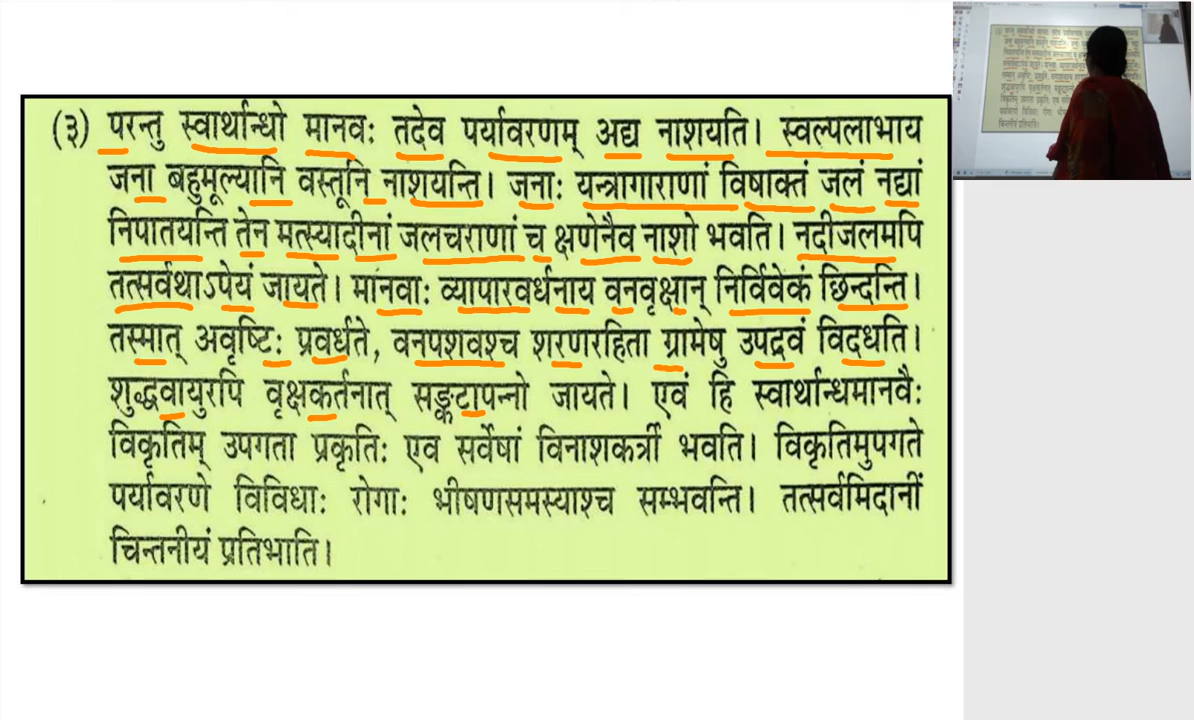 (३) परन्तु स्वार्थान्धो मानवः तदेव पर्यावरणम् अद्य नाशयति। स्वल्पलाभाय
जना बहुमूल्यानि वस्तूनि नाशयन्ति। जनाः यन्त्रागाराणां विषाक्तं जलं नद्यां
निपातयन्ति तेन मत्स्यादीनां जलचराणां च क्षणेनैव नाशो भवति। नदीजलमपि
तत्सर्वथाऽपेयं जायते। मानवाः व्यापारवर्धनाय वनवृक्षान् निर्विवेकं छिन्दन्ति।
तस्मात् अवृष्टिः प्रवर्धते, वनपशवश्च शरणरहिता ग्रामेषु उपद्रवं विदधति।
शुद्धवायुरपि वृक्षकर्तनात् सङ्कटापन्नो जायते। एवं हि स्वार्थान्धमानवैः
विकृतिम् उपगता प्रकृतिः एव सर्वेषां विनाशकर्त्री भवति। विकृतिमुपगते
पर्यावरणे विविधाः रोगाः भीषणसमस्याश्च सम्भवन्ति। तत्सर्वमिदानीं
चिन्तनीयं प्रतिभाति।